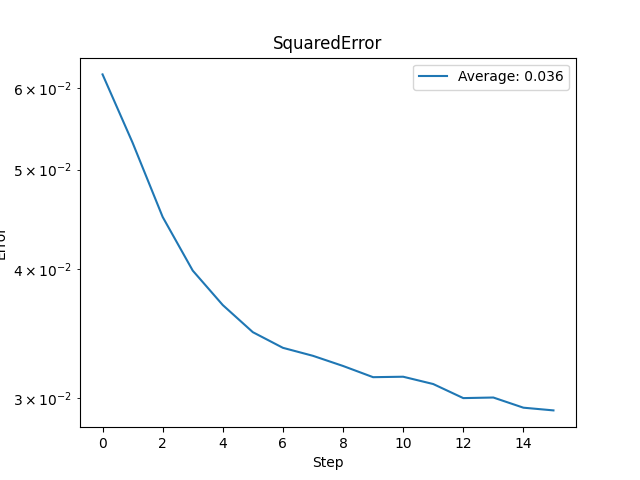 SquaredError
Average: 0.036
6 × 10⁻²
5 × 10⁻²
4 × 10⁻²
3 × 10⁻²
Error
0 2 4 6 8 10 12 14
Step